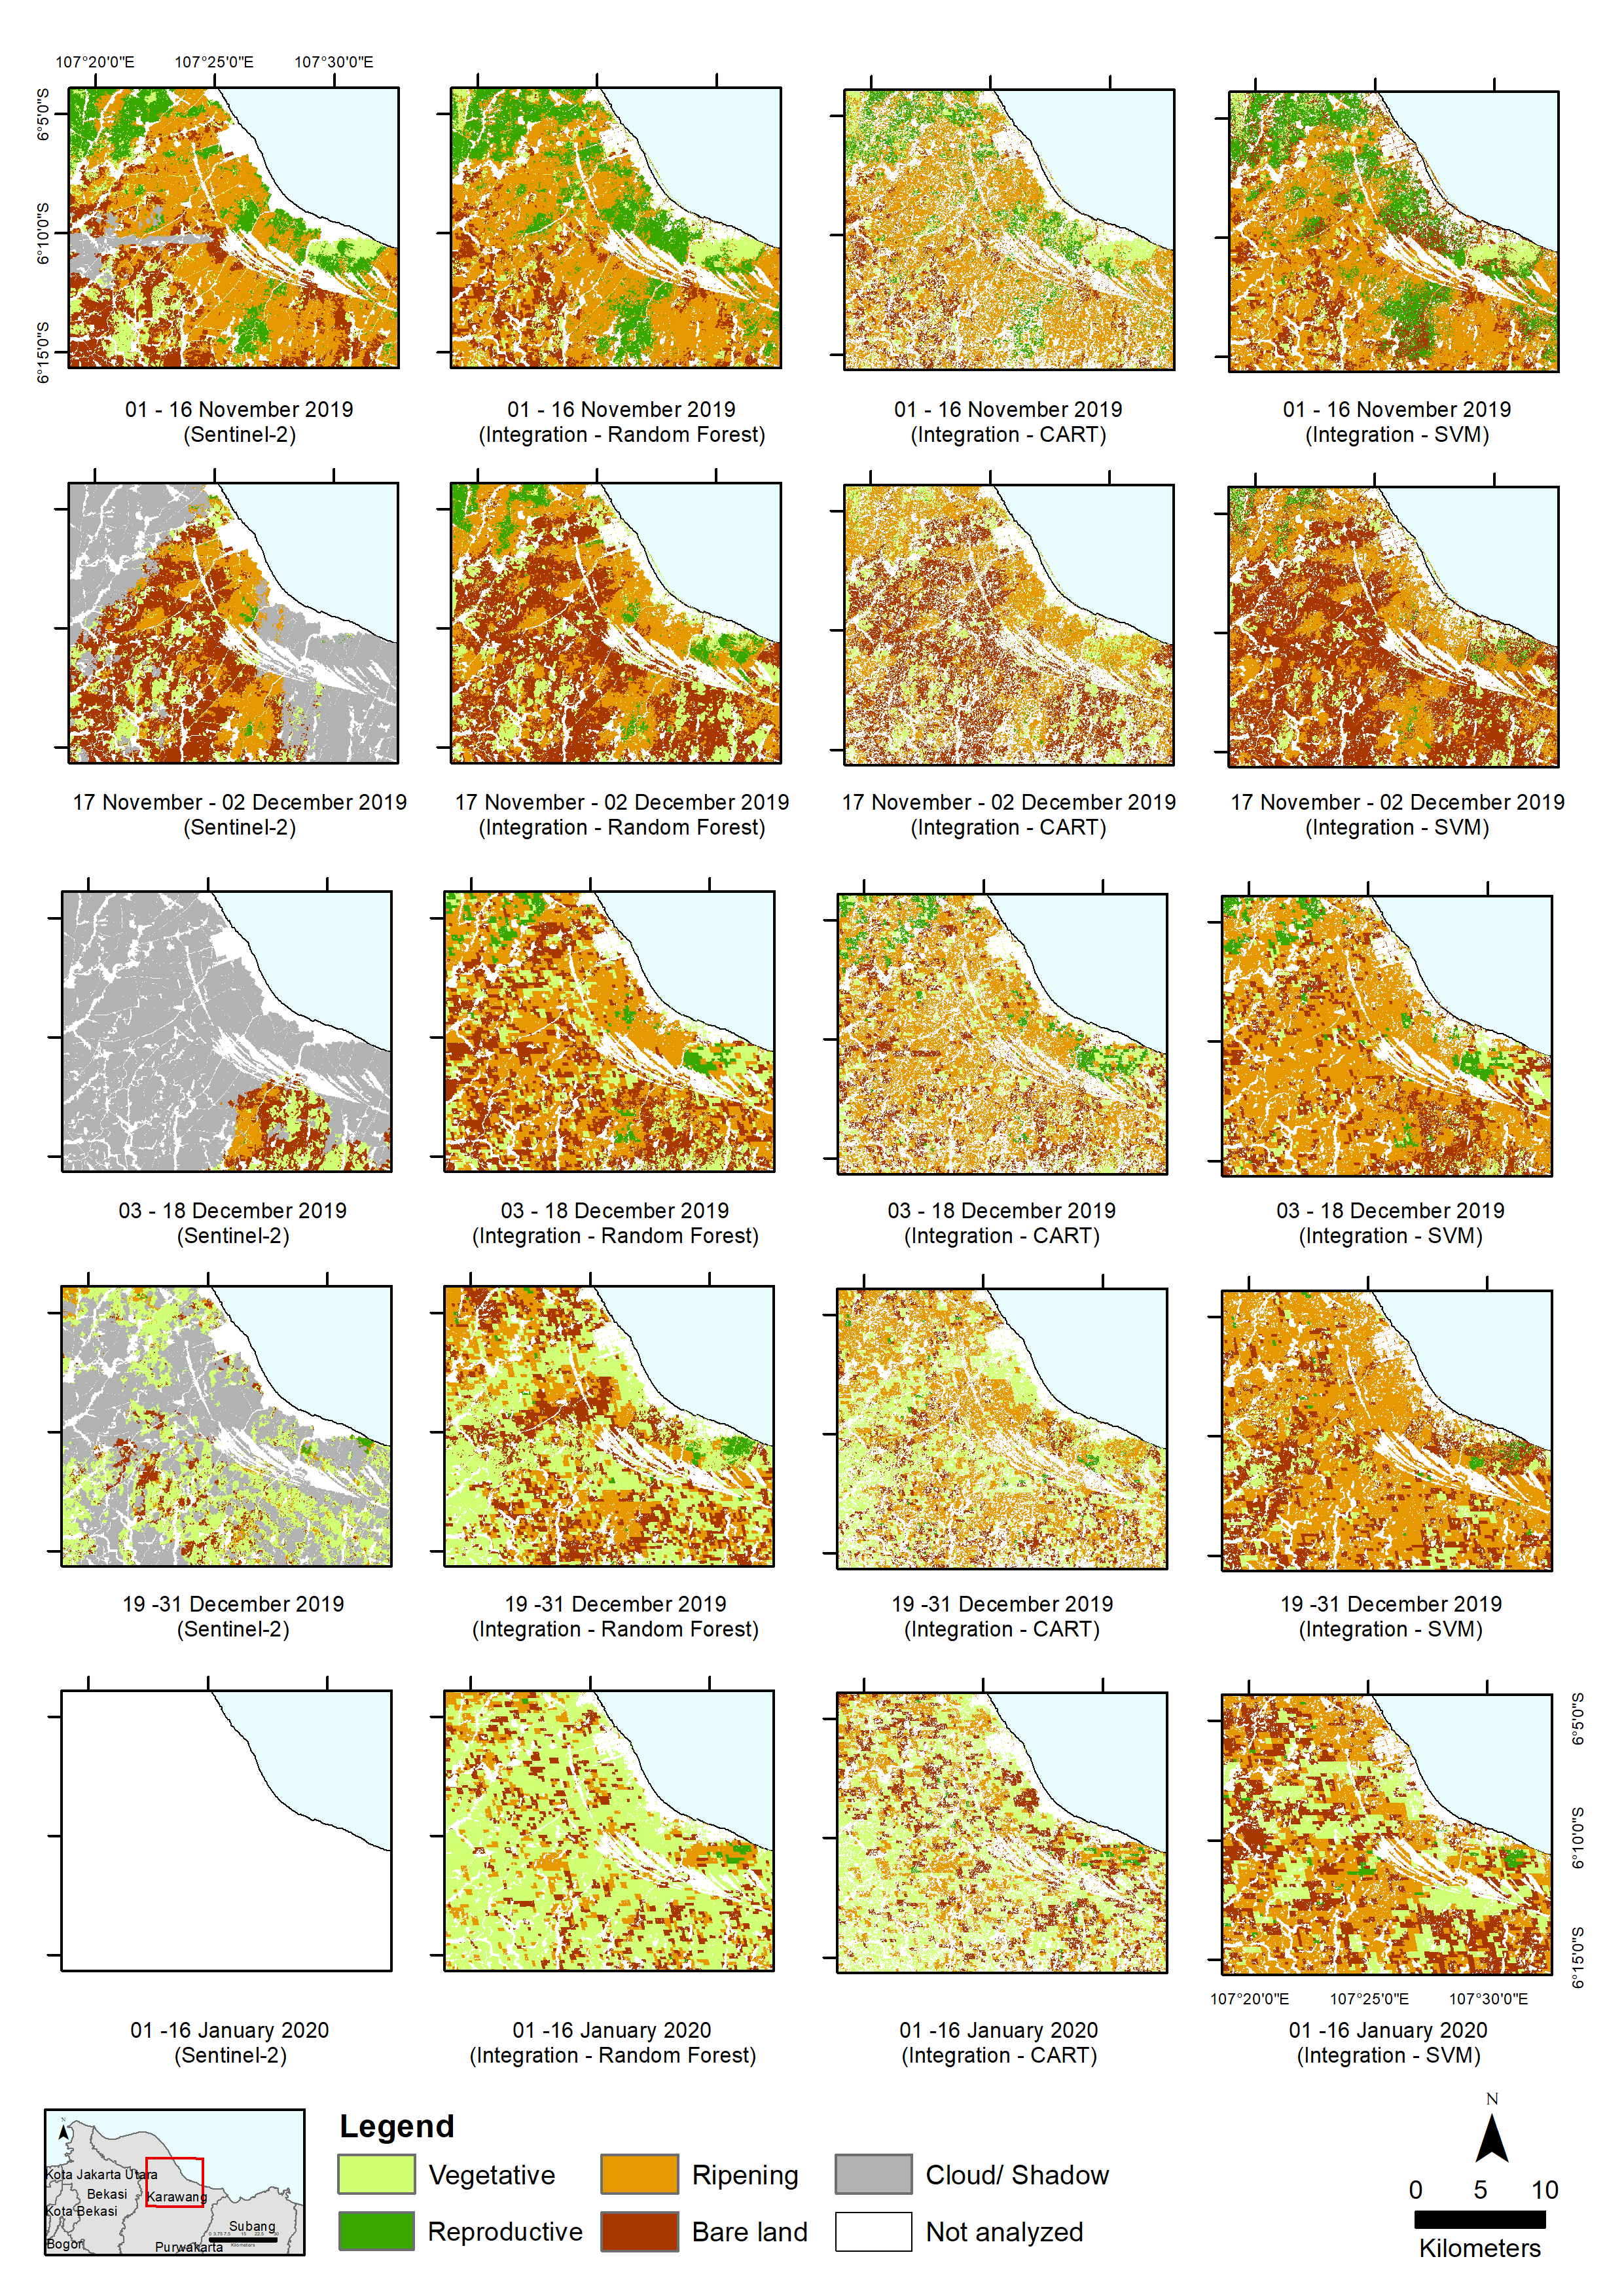 107°20'0"E 107°25'0"E 107°30'0"E
6°5'0"S
6°10'0"S
6°15'0"S
01 - 16 November 2019 01 - 16 November 2019 01 - 16 November 2019 01 - 16 November 2019
(Sentinel-2) (Integration - Random Forest) (Integration - CART) (Integration - SVM)
17 November - 02 December 2019 17 November - 02 December 2019 17 November - 02 December 2019 17 November - 02 December 2019
(Sentinel-2) (Integration - Random Forest) (Integration - CART) (Integration - SVM)
03 - 18 December 2019 03 - 18 December 2019 03 - 18 December 2019 03 - 18 December 2019
(Sentinel-2) (Integration - Random Forest) (Integration - CART) (Integration - SVM)
19 -31 December 2019 19 -31 December 2019 19 -31 December 2019 19 -31 December 2019
(Sentinel-2) (Integration - Random Forest) (Integration - CART) (Integration - SVM)
6°5'0"S
6°10'0"S
6°15'0"S
107°20'0"E 107°25'0"E 107°30'0"E
01 -16 January 2020 01 -16 January 2020 01 -16 January 2020 01 -16 January 2020
(Sentinel-2) (Integration - Random Forest) (Integration - CART) (Integration - SVM)
N
Kota Jakarta Utara
Bekasi
Karawang
Kota Bekasi
Subang
Bogor
Purwakarta
Kilometers
Legend
Vegetative Ripening Cloud/ Shadow
Reproductive Bare land Not analyzed
N
0 5 10
Kilometers